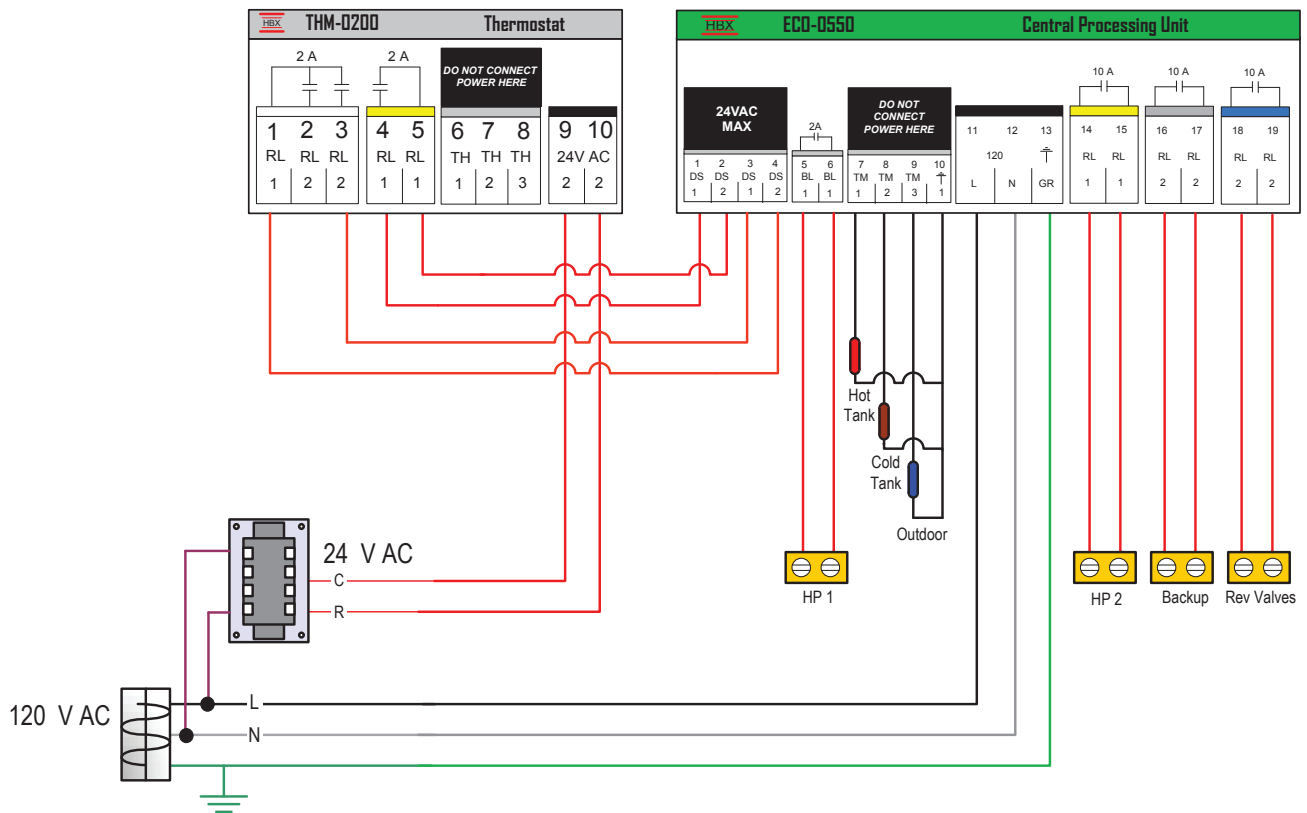 HBX THM-0200 Thermostat
2 A 2 A
DO NOT CONNECT
POWER HERE
1 2 3 4 5 6 7 8 9 10
RL RL RL RL RL TH TH TH 24V AC
1 2 2 1 1 1 2 3 2 2
HBX ECO-0550 Central Processing Unit
10 A 10 A 10 A
24VAC
MAX
2A
DO NOT
CONNECT
POWER HERE
11 12 13 14 15 16 17 18 19
120 RL RL RL RL RL RL
1 2 3 4 5 6 7 8 9 10
DS DS DS DS BL BL TM TM TM
1 2 1 2 1 1 1 2 3 1
L N GR 1 1 2 2 2 2
Hot
Tank
Cold
Tank
Outdoor
HP 1
HP 2
Backup
Rev Valves
24 V AC
C
R
120 V AC
L
N